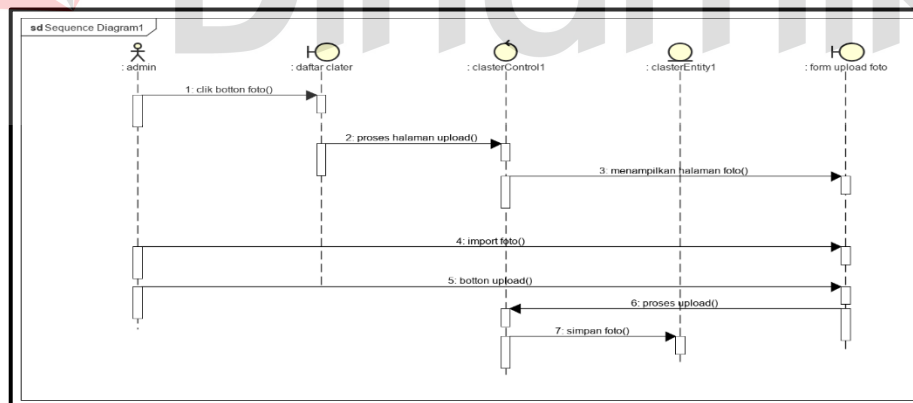 sd Sequence Diagram1
: admin
: daftar clater
: clasterControl1
: clasterEntity1
: form upload foto
1: clik botton foto()
2: proses halaman upload()
3: menampilkan halaman foto()
4: import foto()
5: botton upload()
6: proses upload()
7: simpan foto()